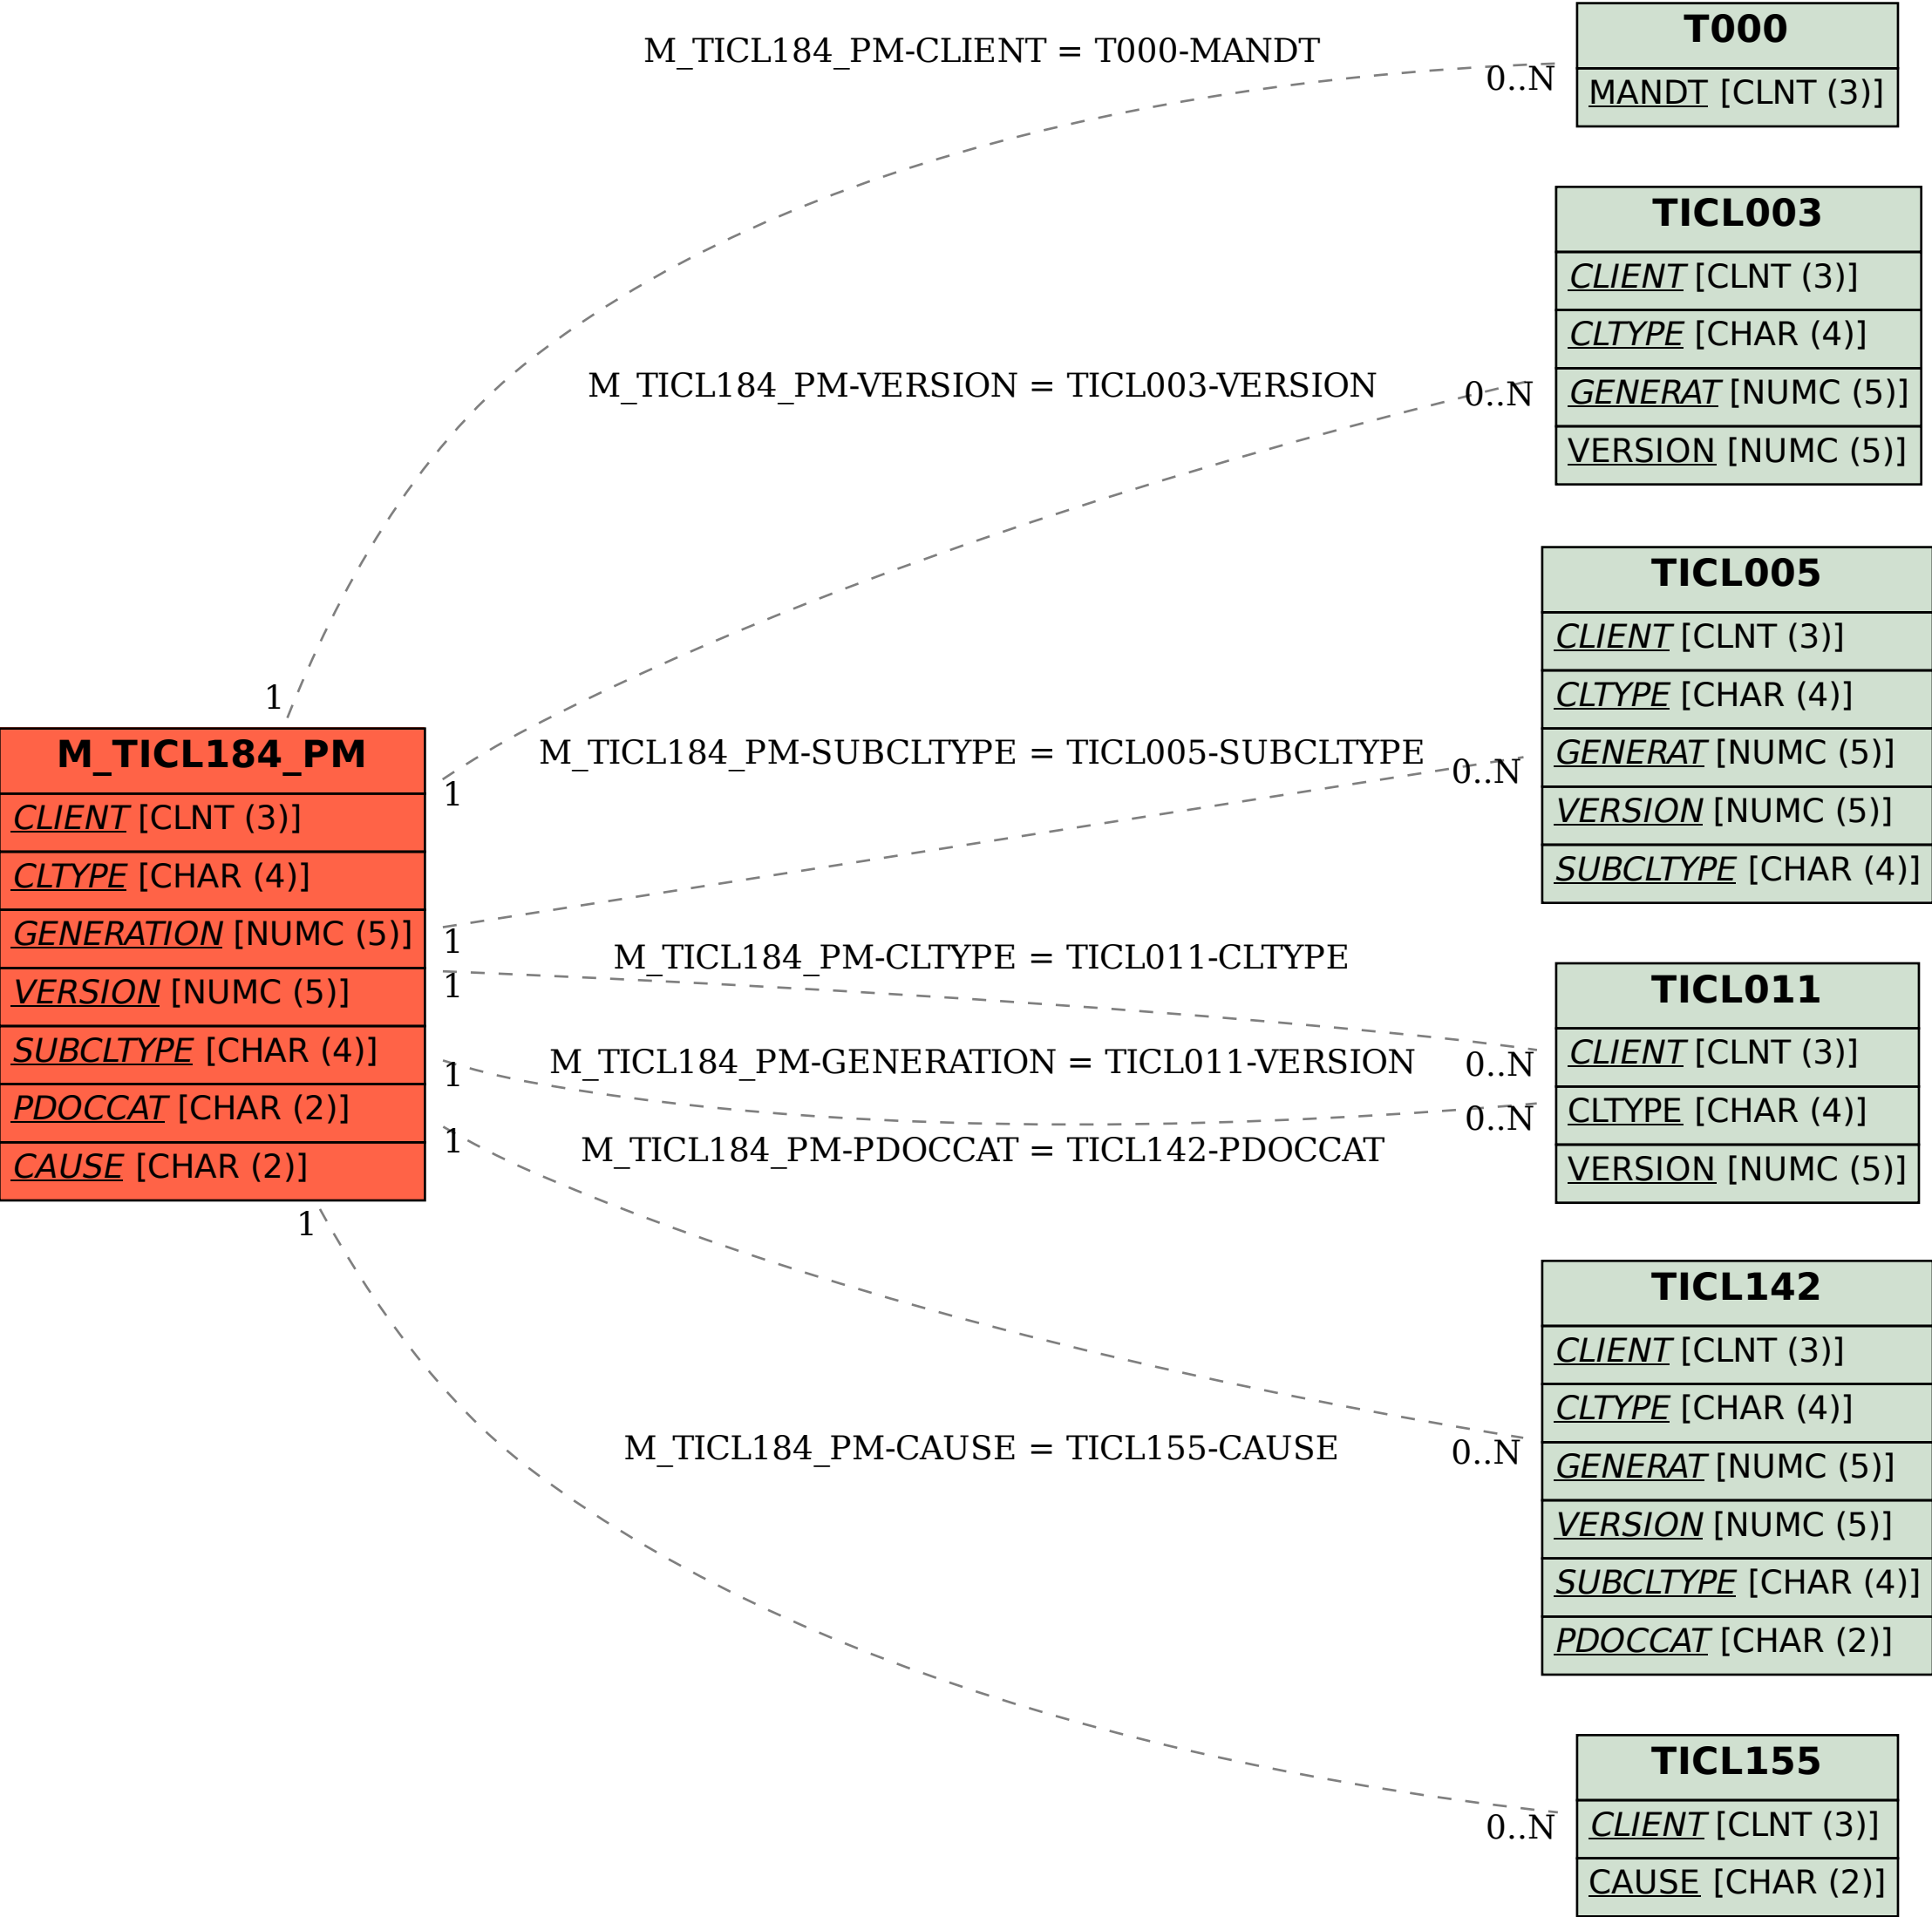 M_TICL184_PM-CLIENT = T000-MANDT
0..N
1
T000
MANDT [CLNT (3)]
M_TICL184_PM-VERSION = TICL003-VERSION
0..N
1
TICL003
CLIENT [CLNT (3)]
CLTYPE [CHAR (4)]
GENERAT [NUMC (5)]
VERSION [NUMC (5)]
M_TICL184_PM-SUBCLTYPE = TICL005-SUBCLTYPE
0..N
1
TICL005
CLIENT [CLNT (3)]
CLTYPE [CHAR (4)]
GENERAT [NUMC (5)]
VERSION [NUMC (5)]
SUBCLTYPE [CHAR (4)]
M_TICL184_PM
CLIENT [CLNT (3)]
CLTYPE [CHAR (4)]
GENERATION [NUMC (5)]
VERSION [NUMC (5)]
SUBCLTYPE [CHAR (4)]
PDOCCAT [CHAR (2)]
CAUSE [CHAR (2)]
M_TICL184_PM-CLTYPE = TICL011-CLTYPE
1
0..N
M_TICL184_PM-GENERATION = TICL011-VERSION
1
0..N
TICL011
CLIENT [CLNT (3)]
CLTYPE [CHAR (4)]
VERSION [NUMC (5)]
M_TICL184_PM-PDOCCAT = TICL142-PDOCCAT
1
0..N
TICL142
CLIENT [CLNT (3)]
CLTYPE [CHAR (4)]
GENERAT [NUMC (5)]
VERSION [NUMC (5)]
SUBCLTYPE [CHAR (4)]
PDOCCAT [CHAR (2)]
M_TICL184_PM-CAUSE = TICL155-CAUSE
1
0..N
TICL155
CLIENT [CLNT (3)]
CAUSE [CHAR (2)]